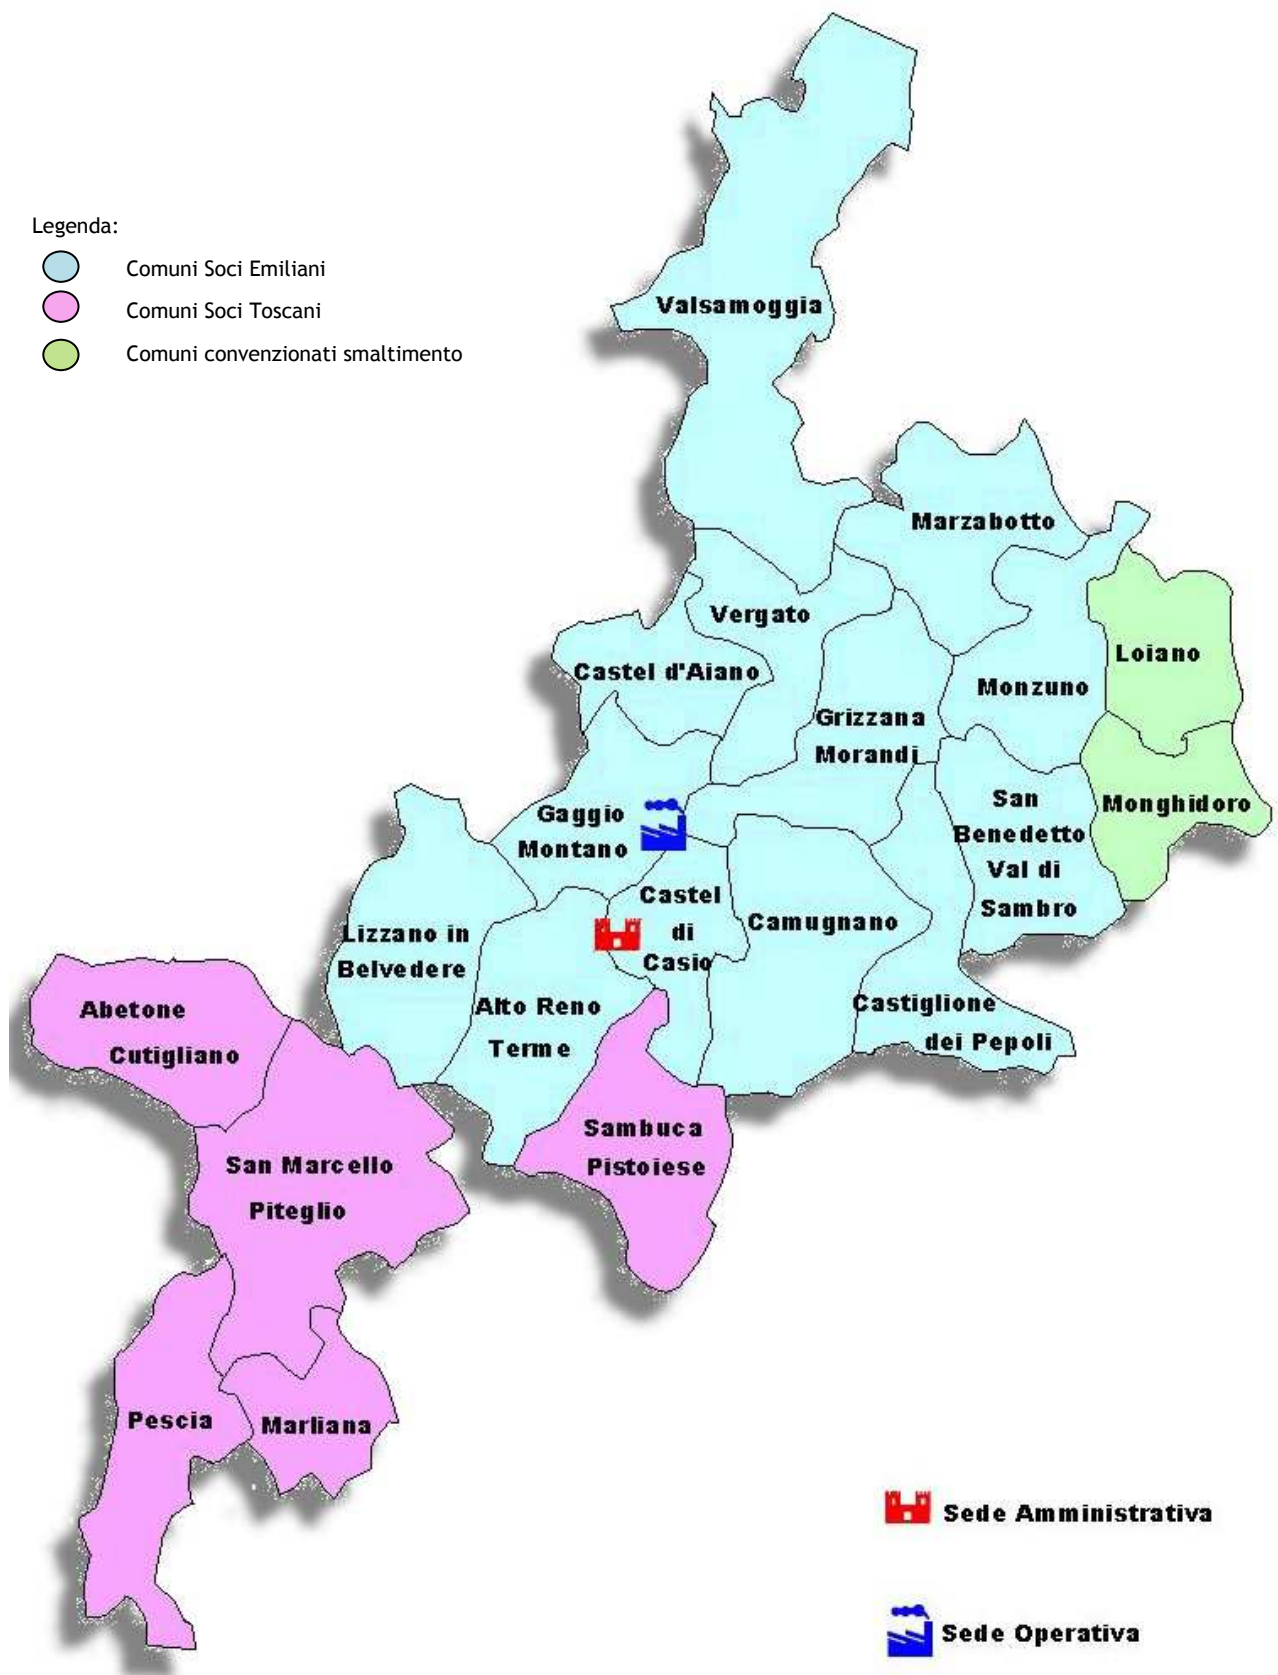 Legenda:
Comuni Soci Emiliani
Comuni Soci Toscani
Comuni convenzionati smaltimento
Valsamoggia
Marzabotto
Vergato
Loiano
Castel d'Aiano
Monzuno
Grizzana
Morandi
San
Benedetto
Val di
Sambro
Monghidoro
Gaggio
Montano
Castel
di
Casio
Camugnano
Lizzano in
Belvedere
Alto Reno
Terme
Castiglione
dei Pepoli
Abetone
Cutigliano
Sambuca
Pistoiese
San Marcello
Piteglio
Pescia
Marliana
Sede Amministrativa
Sede Operativa